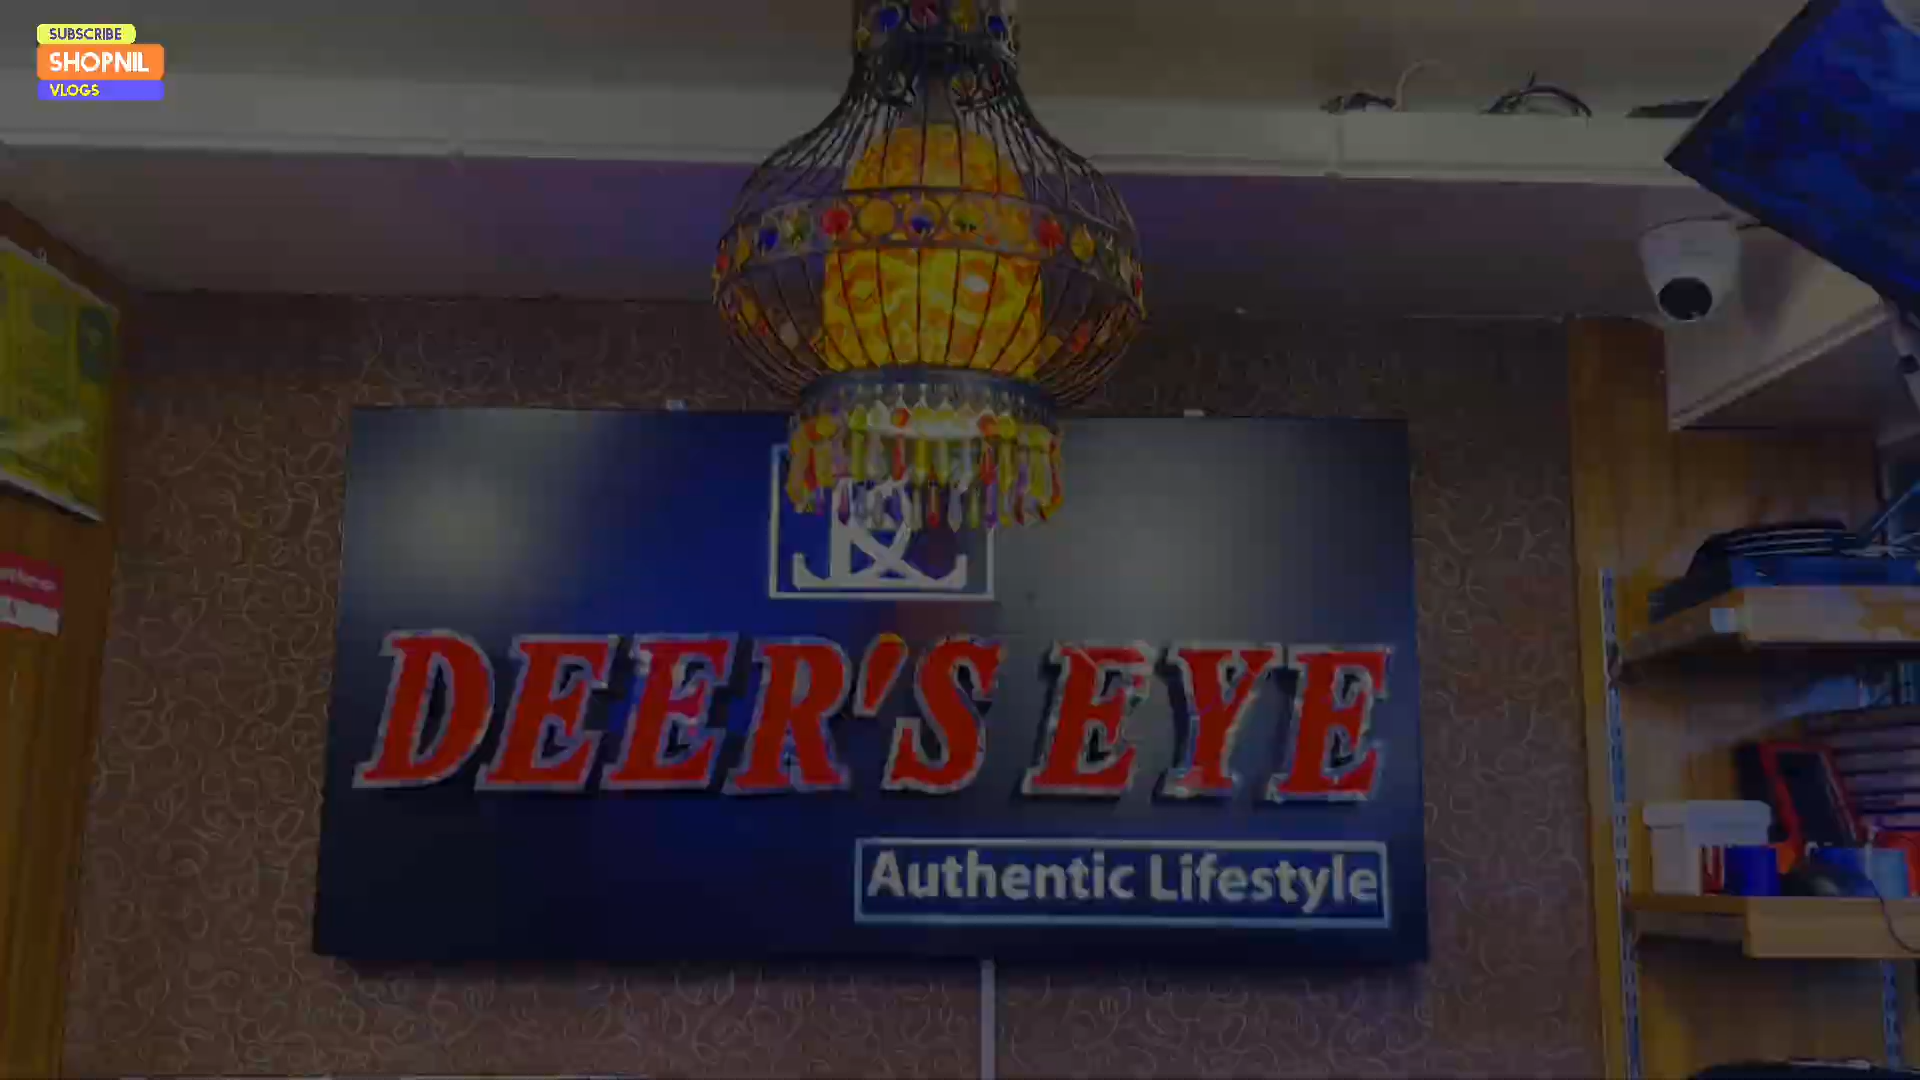 SUBSCRIBE
SHOPNIL
VLOGS
DEER'S EYE
Authentic Lifestyle